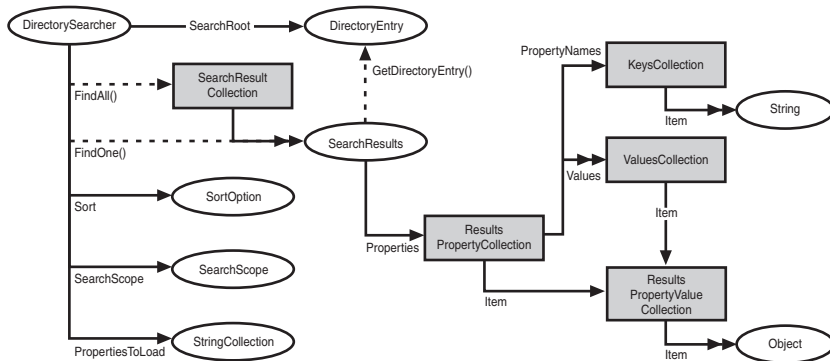 DirectorySearcher
SearchRoot
DirectoryEntry
PropertyNames
KeysCollection
SearchResult
Collection
GetDirectoryEntry()
FindAll()
Item
String
FindOne()
SearchResults
ValuesCollection
Values
Sort
SortOption
Item
Properties
Results
PropertyCollection
SearchScope
SearchScope
Item
Results
PropertyValue
Collection
PropertiesToLoad
StringCollection
Item
Object